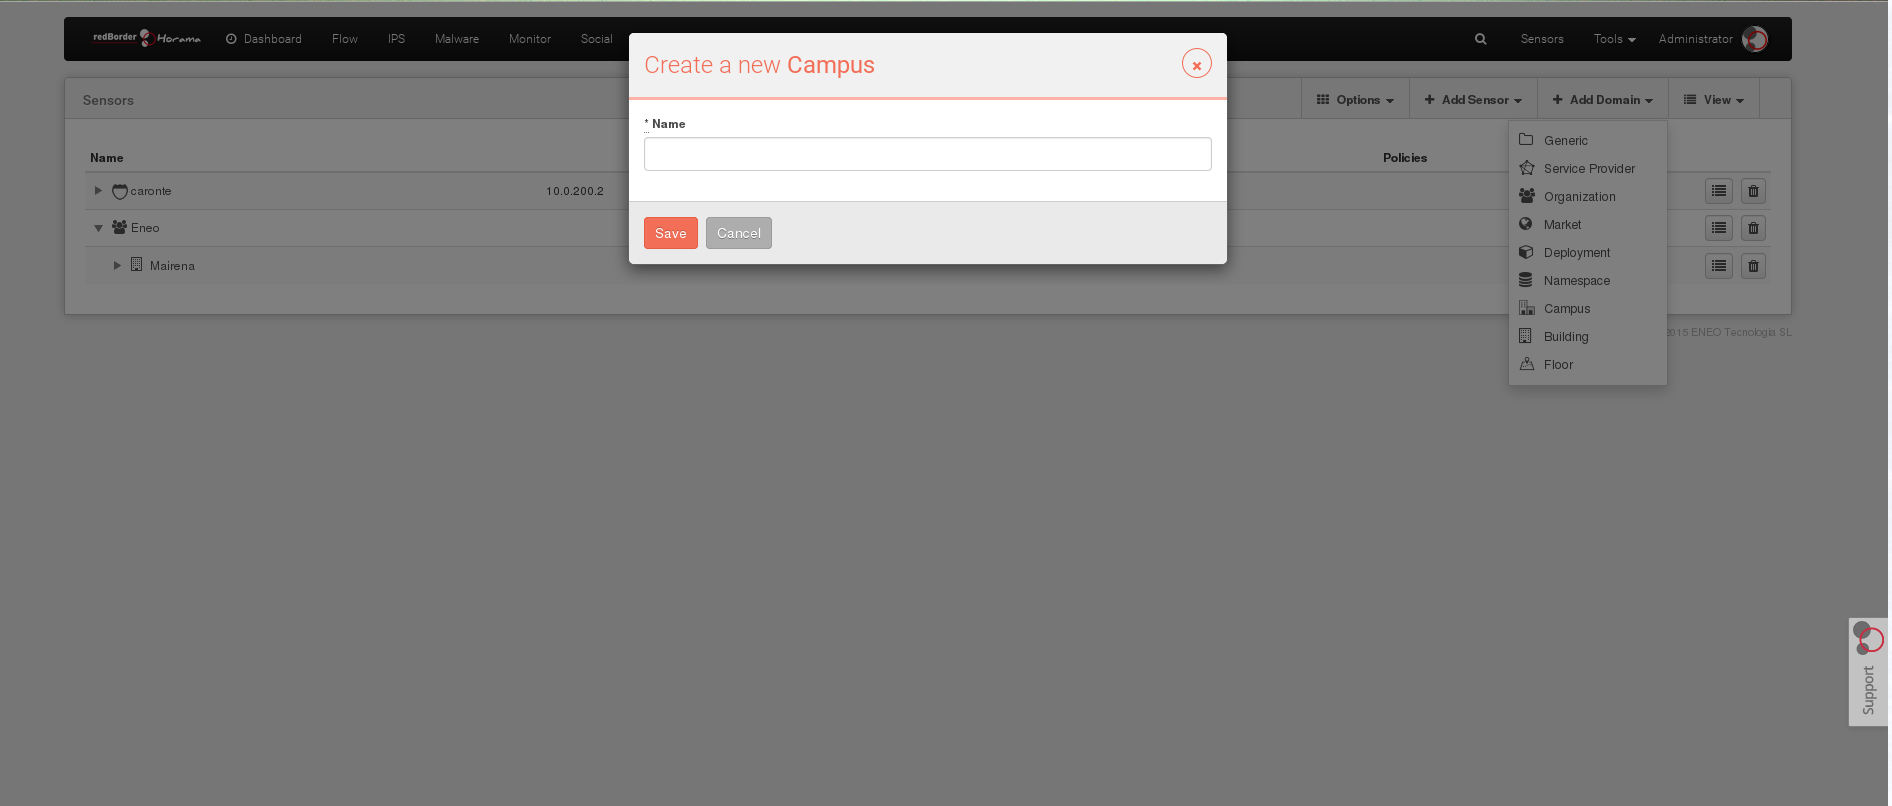 redBorder Horama
Dashboard
Flow
IPS
Malware
Monitor
Social
Sensors
Tools
Administrator
Create a new Campus
* Name
Save
Cancel
Sensors
Options
Add Sensor
Add Domain
View
Name
Policies
caronte
10.0.200.2
Eneo
Mairena
Generic
Service Provider
Organization
Market
Deployment
Namespace
Campus
Building
Floor
2015 ENEO Tecnología SL
Support